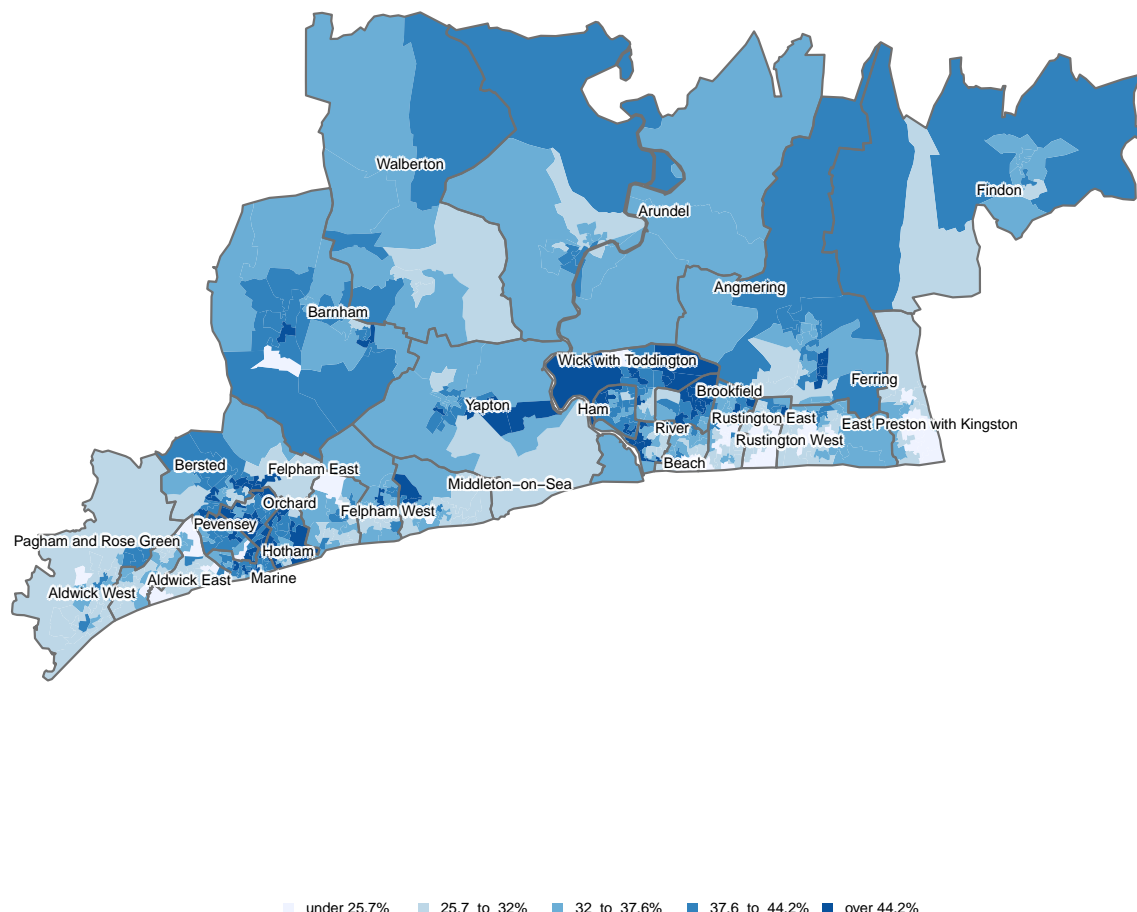 Walberton
Findon
Arundel
Angmering
Barnham
Wick with Toddington
Ferring
Brookfield
Yapton
Ham
Rustington East
East Preston with Kingston
River
Rustington West
Beach
Bersted
Felpham East
Middleton-on-Sea
Orchard
Felpham West
Pevensey
Pagham and Rose Green
Hotham
Aldwick East
Marine
Aldwick West
under 25.7% 25.7 to 32% 32 to 37.6% 37.6 to 44.2% over 44.2%